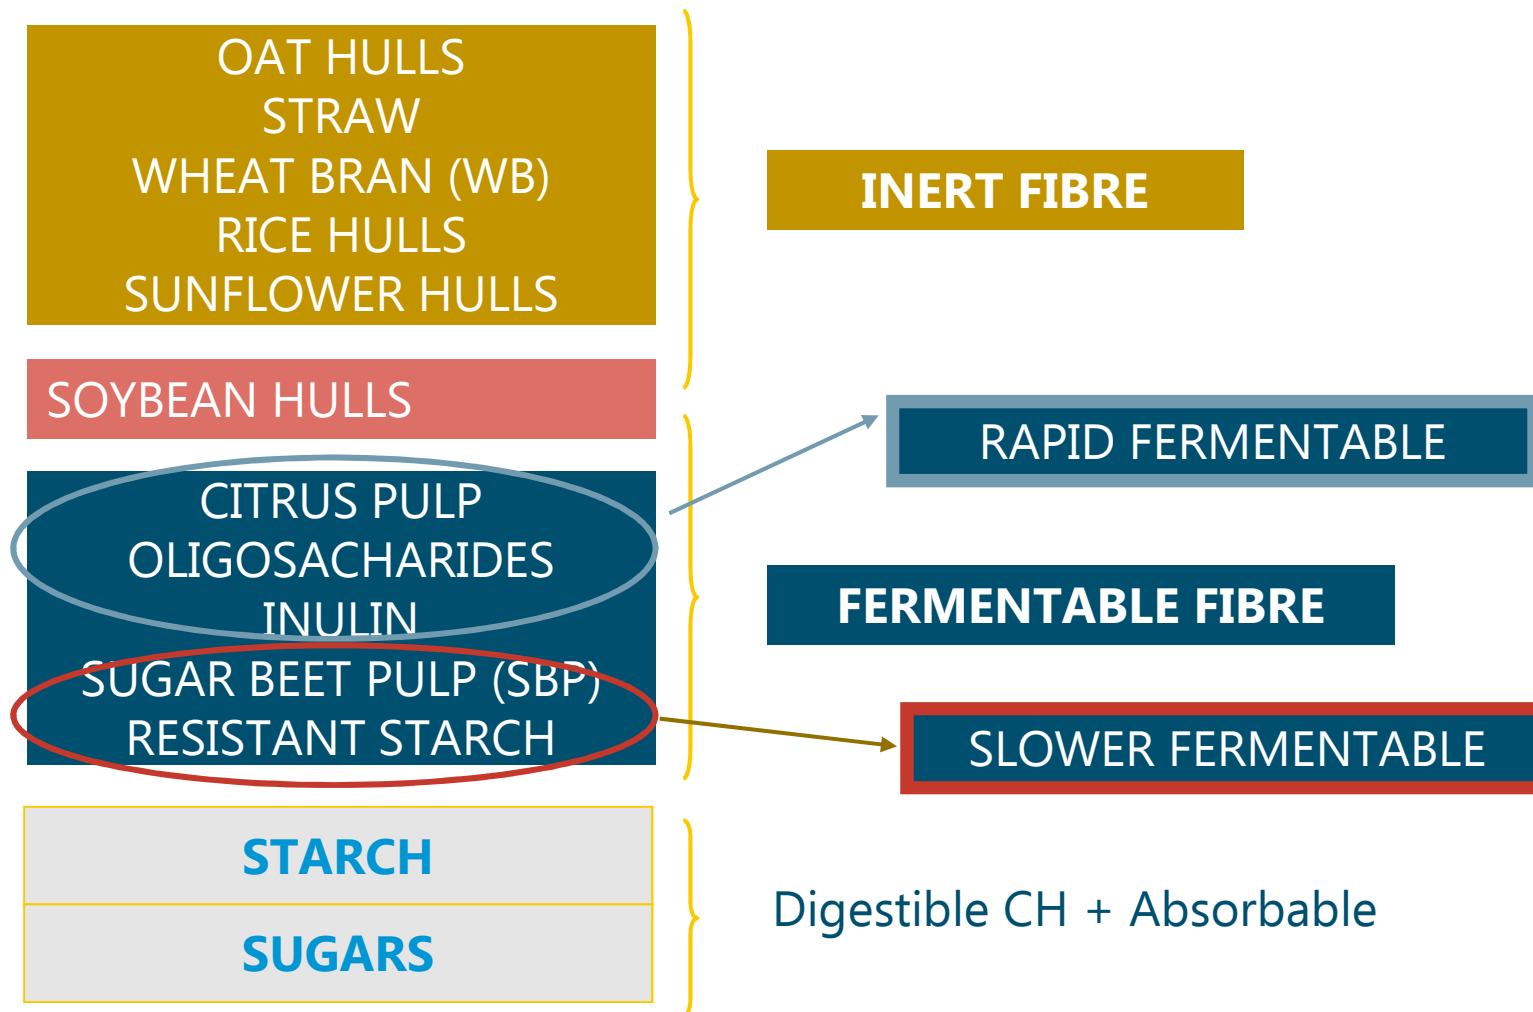 OAT HULLS
STRAW
WHEAT BRAN (WB)
RICE HULLS
SUNFLOWER HULLS
INERT FIBRE
SOYBEAN HULLS
RAPID FERMENTABLE
CITRUS PULP
OLIGOSACHARIDES
INULIN
SUGAR BEET PULP (SBP)
RESISTANT STARCH
FERMENTABLE FIBRE
SLOWER FERMENTABLE
STARCH
SUGARS
Digestible CH + Absorbable